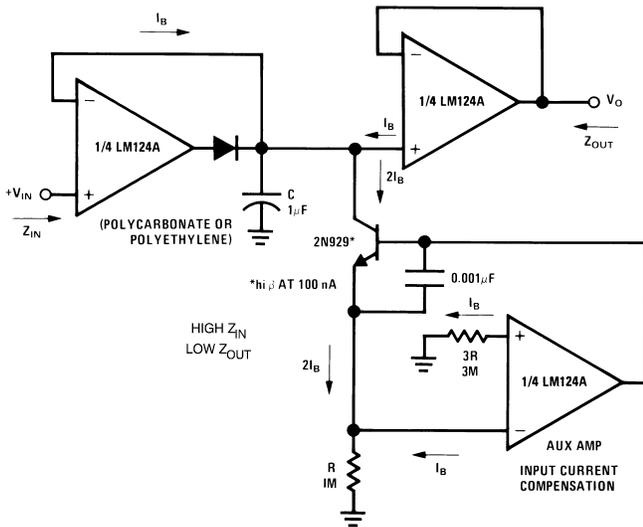 I_B
1/4 LM124A
−
+
+V_IN
Z_IN
C
1μF
(POLYCARBONATE OR
POLYETHYLENE)
−
+
1/4 LM124A
V_O
Z_OUT
I_B
2I_B
2N929*
*hi β AT 100 nA
0.001μF
HIGH Z_IN
LOW Z_OUT
I_B
3R
3M
+
−
1/4 LM124A
2I_B
AUX AMP
I_B
INPUT CURRENT
COMPENSATION
R
1M